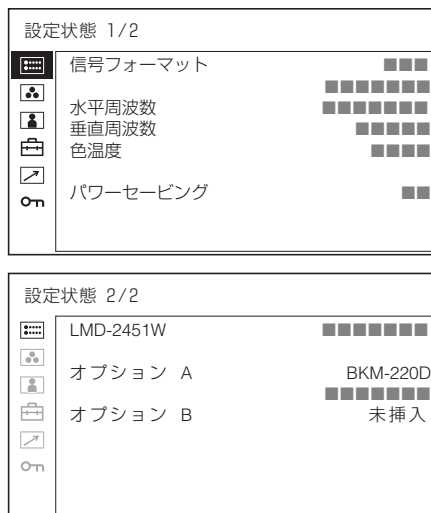 設定状態 1/2
信号フォーマット ■■■
■■■■■■■
水平周波数 ■■■■■■■
垂直周波数 ■■■■■
色温度 ■■■■
パワーセービング ■■
設定状態 2/2
LMD-2451W ■■■■■■■
オプション A BKM-220D
■■■■■■■
オプション B 未挿入